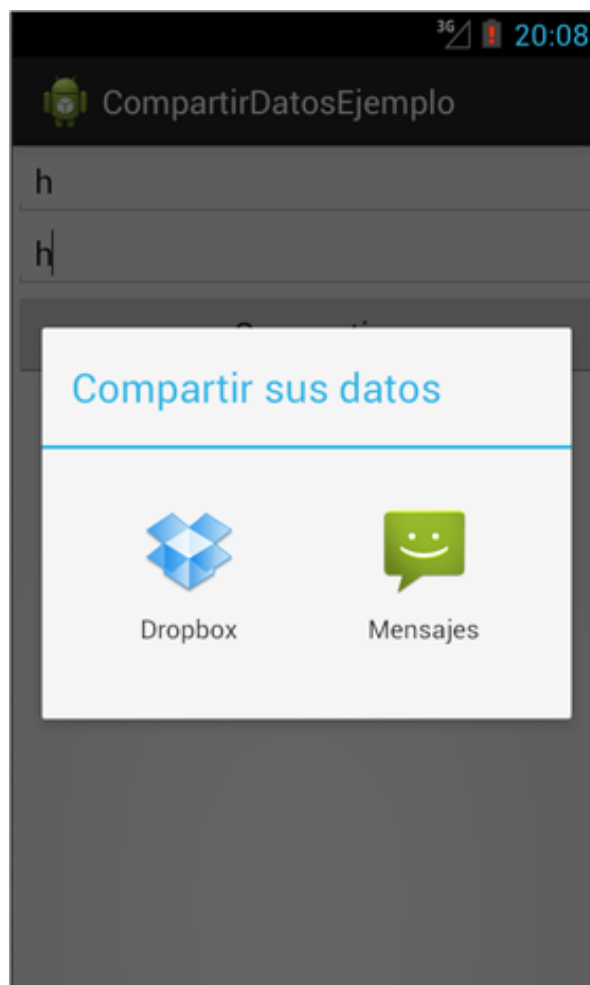 3G 20:08
CompartirDatosEjemplo
h
h
Compartir sus datos
Dropbox
Mensajes